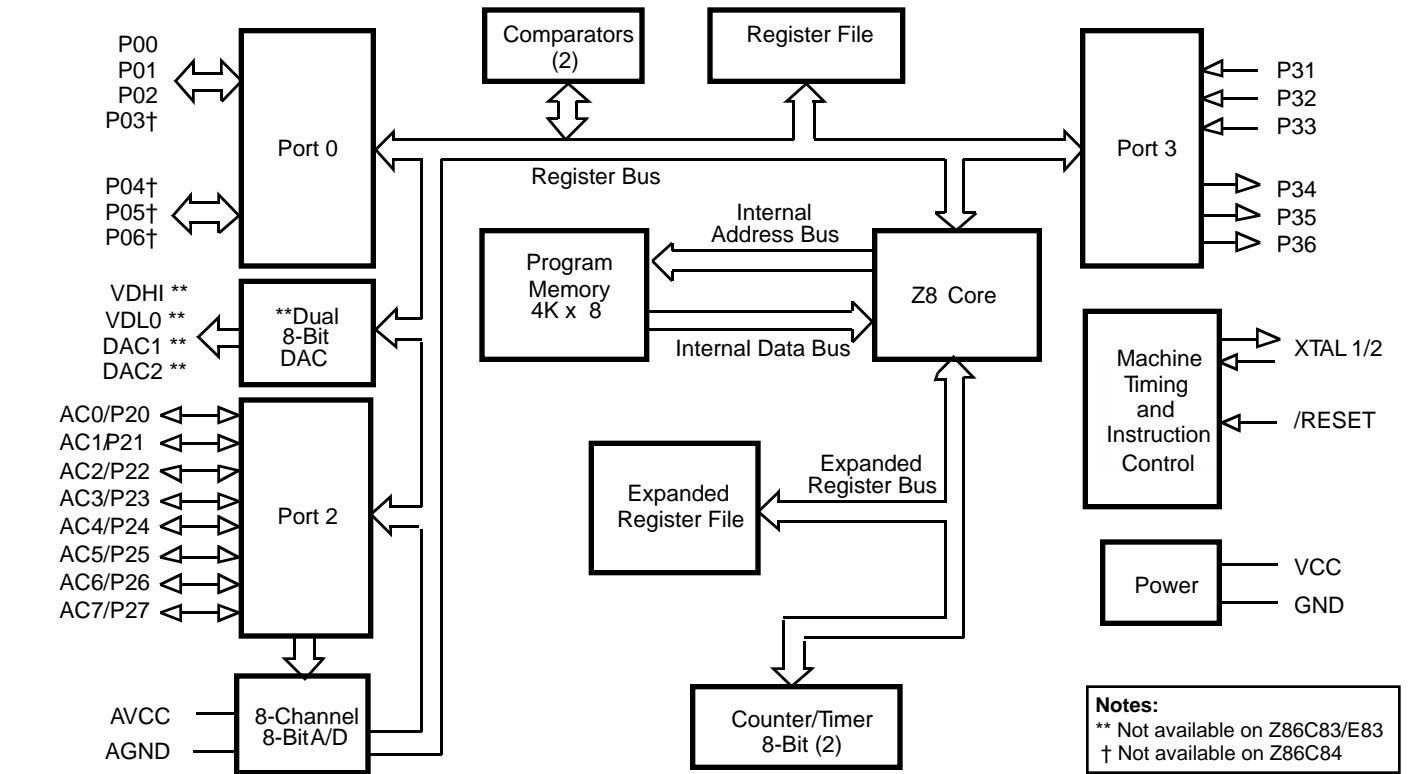 P00
P01
P02
P03†
P04†
P05†
P06†
Port 0
Comparators
(2)
Register File
Port 3
P31
P32
P33
P34
P35
P36
Register Bus
Internal
Address Bus
Program
Memory
4K x 8
Z8 Core
Internal Data Bus
VDHI **
VDL0 **
DAC1 **
DAC2 **
**Dual
8-Bit
DAC
Machine
Timing
and
Instruction
Control
XTAL 1/2
/RESET
AC0/P20
AC1/P21
AC2/P22
AC3/P23
AC4/P24
AC5/P25
AC6/P26
AC7/P27
Port 2
Expanded
Register Bus
Expanded
Register File
Power
VCC
GND
AVCC
AGND
8-Channel
8-Bit A/D
Counter/Timer
8-Bit (2)
Notes:
** Not available on Z86C83/E83
† Not available on Z86C84